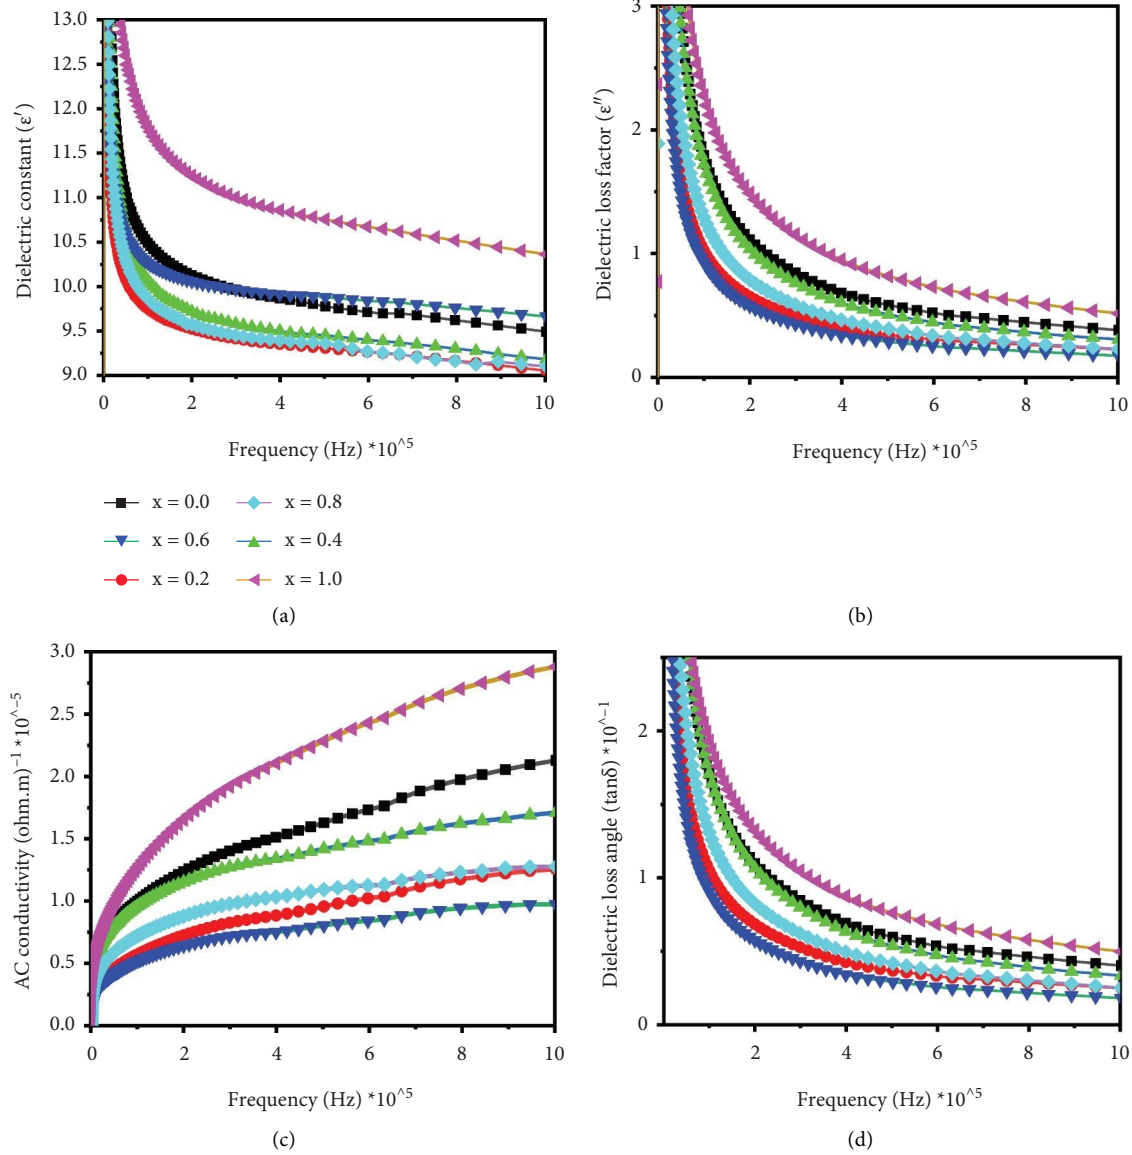 13.0
12.5
12.0
11.5
11.0
10.5
10.0
9.5
9.0
Dielectric constant (ε′)
0 2 4 6 8 10
Frequency (Hz) *10^5
3
2
1
0
Dielectric loss factor (ε″)
0 2 4 6 8 10
Frequency (Hz) *10^5
x = 0.0 x = 0.8
x = 0.6 x = 0.4
x = 0.2 x = 1.0
(a)
(b)
3.0
2.5
2.0
1.5
1.0
0.5
0.0
AC conductivity (ohm.m)⁻¹ *10^-5
0 2 4 6 8 10
Frequency (Hz) *10^5
(c)
2
1
0
Dielectric loss angle (tanδ) *10^-1
2 4 6 8 10
Frequency (Hz) *10^5
(d)